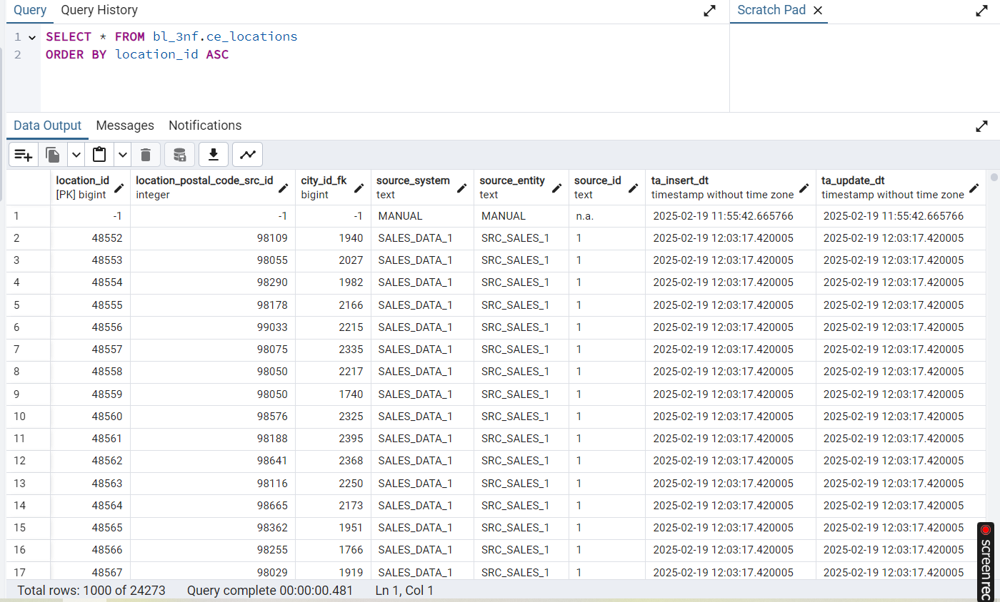 Query Query History Scratch Pad
1 SELECT * FROM bl_3nf.ce_locations
2 ORDER BY location_id ASC
Data Output Messages Notifications
location_id location_postal_code_src_id city_id_fk source_system source_entity source_id ta_insert_dt ta_update_dt
[PK] bigint integer bigint text text text timestamp without time zone timestamp without time zone
1 -1 -1 -1 MANUAL MANUAL n.a. 2025-02-19 11:55:42.665766 2025-02-19 11:55:42.665766
2 48552 98109 1940 SALES_DATA_1 SRC_SALES_1 1 2025-02-19 12:03:17.420005 2025-02-19 12:03:17.420005
3 48553 98055 2027 SALES_DATA_1 SRC_SALES_1 1 2025-02-19 12:03:17.420005 2025-02-19 12:03:17.420005
4 48554 98290 1982 SALES_DATA_1 SRC_SALES_1 1 2025-02-19 12:03:17.420005 2025-02-19 12:03:17.420005
5 48555 98178 2166 SALES_DATA_1 SRC_SALES_1 1 2025-02-19 12:03:17.420005 2025-02-19 12:03:17.420005
6 48556 99033 2215 SALES_DATA_1 SRC_SALES_1 1 2025-02-19 12:03:17.420005 2025-02-19 12:03:17.420005
7 48557 98075 2335 SALES_DATA_1 SRC_SALES_1 1 2025-02-19 12:03:17.420005 2025-02-19 12:03:17.420005
8 48558 98050 2217 SALES_DATA_1 SRC_SALES_1 1 2025-02-19 12:03:17.420005 2025-02-19 12:03:17.420005
9 48559 98050 1740 SALES_DATA_1 SRC_SALES_1 1 2025-02-19 12:03:17.420005 2025-02-19 12:03:17.420005
10 48560 98576 2325 SALES_DATA_1 SRC_SALES_1 1 2025-02-19 12:03:17.420005 2025-02-19 12:03:17.420005
11 48561 98188 2395 SALES_DATA_1 SRC_SALES_1 1 2025-02-19 12:03:17.420005 2025-02-19 12:03:17.420005
12 48562 98641 2368 SALES_DATA_1 SRC_SALES_1 1 2025-02-19 12:03:17.420005 2025-02-19 12:03:17.420005
13 48563 98116 2250 SALES_DATA_1 SRC_SALES_1 1 2025-02-19 12:03:17.420005 2025-02-19 12:03:17.420005
14 48564 98665 2173 SALES_DATA_1 SRC_SALES_1 1 2025-02-19 12:03:17.420005 2025-02-19 12:03:17.420005
15 48565 98362 1951 SALES_DATA_1 SRC_SALES_1 1 2025-02-19 12:03:17.420005 2025-02-19 12:03:17.420005
16 48566 98255 1766 SALES_DATA_1 SRC_SALES_1 1 2025-02-19 12:03:17.420005 2025-02-19 12:03:17.420005
17 48567 98029 1919 SALES_DATA_1 SRC_SALES_1 1 2025-02-19 12:03:17.420005 2025-02-19 12:03:17.420005
screen rec
Total rows: 1000 of 24273 Query complete 00:00:00.481 Ln 1, Col 1